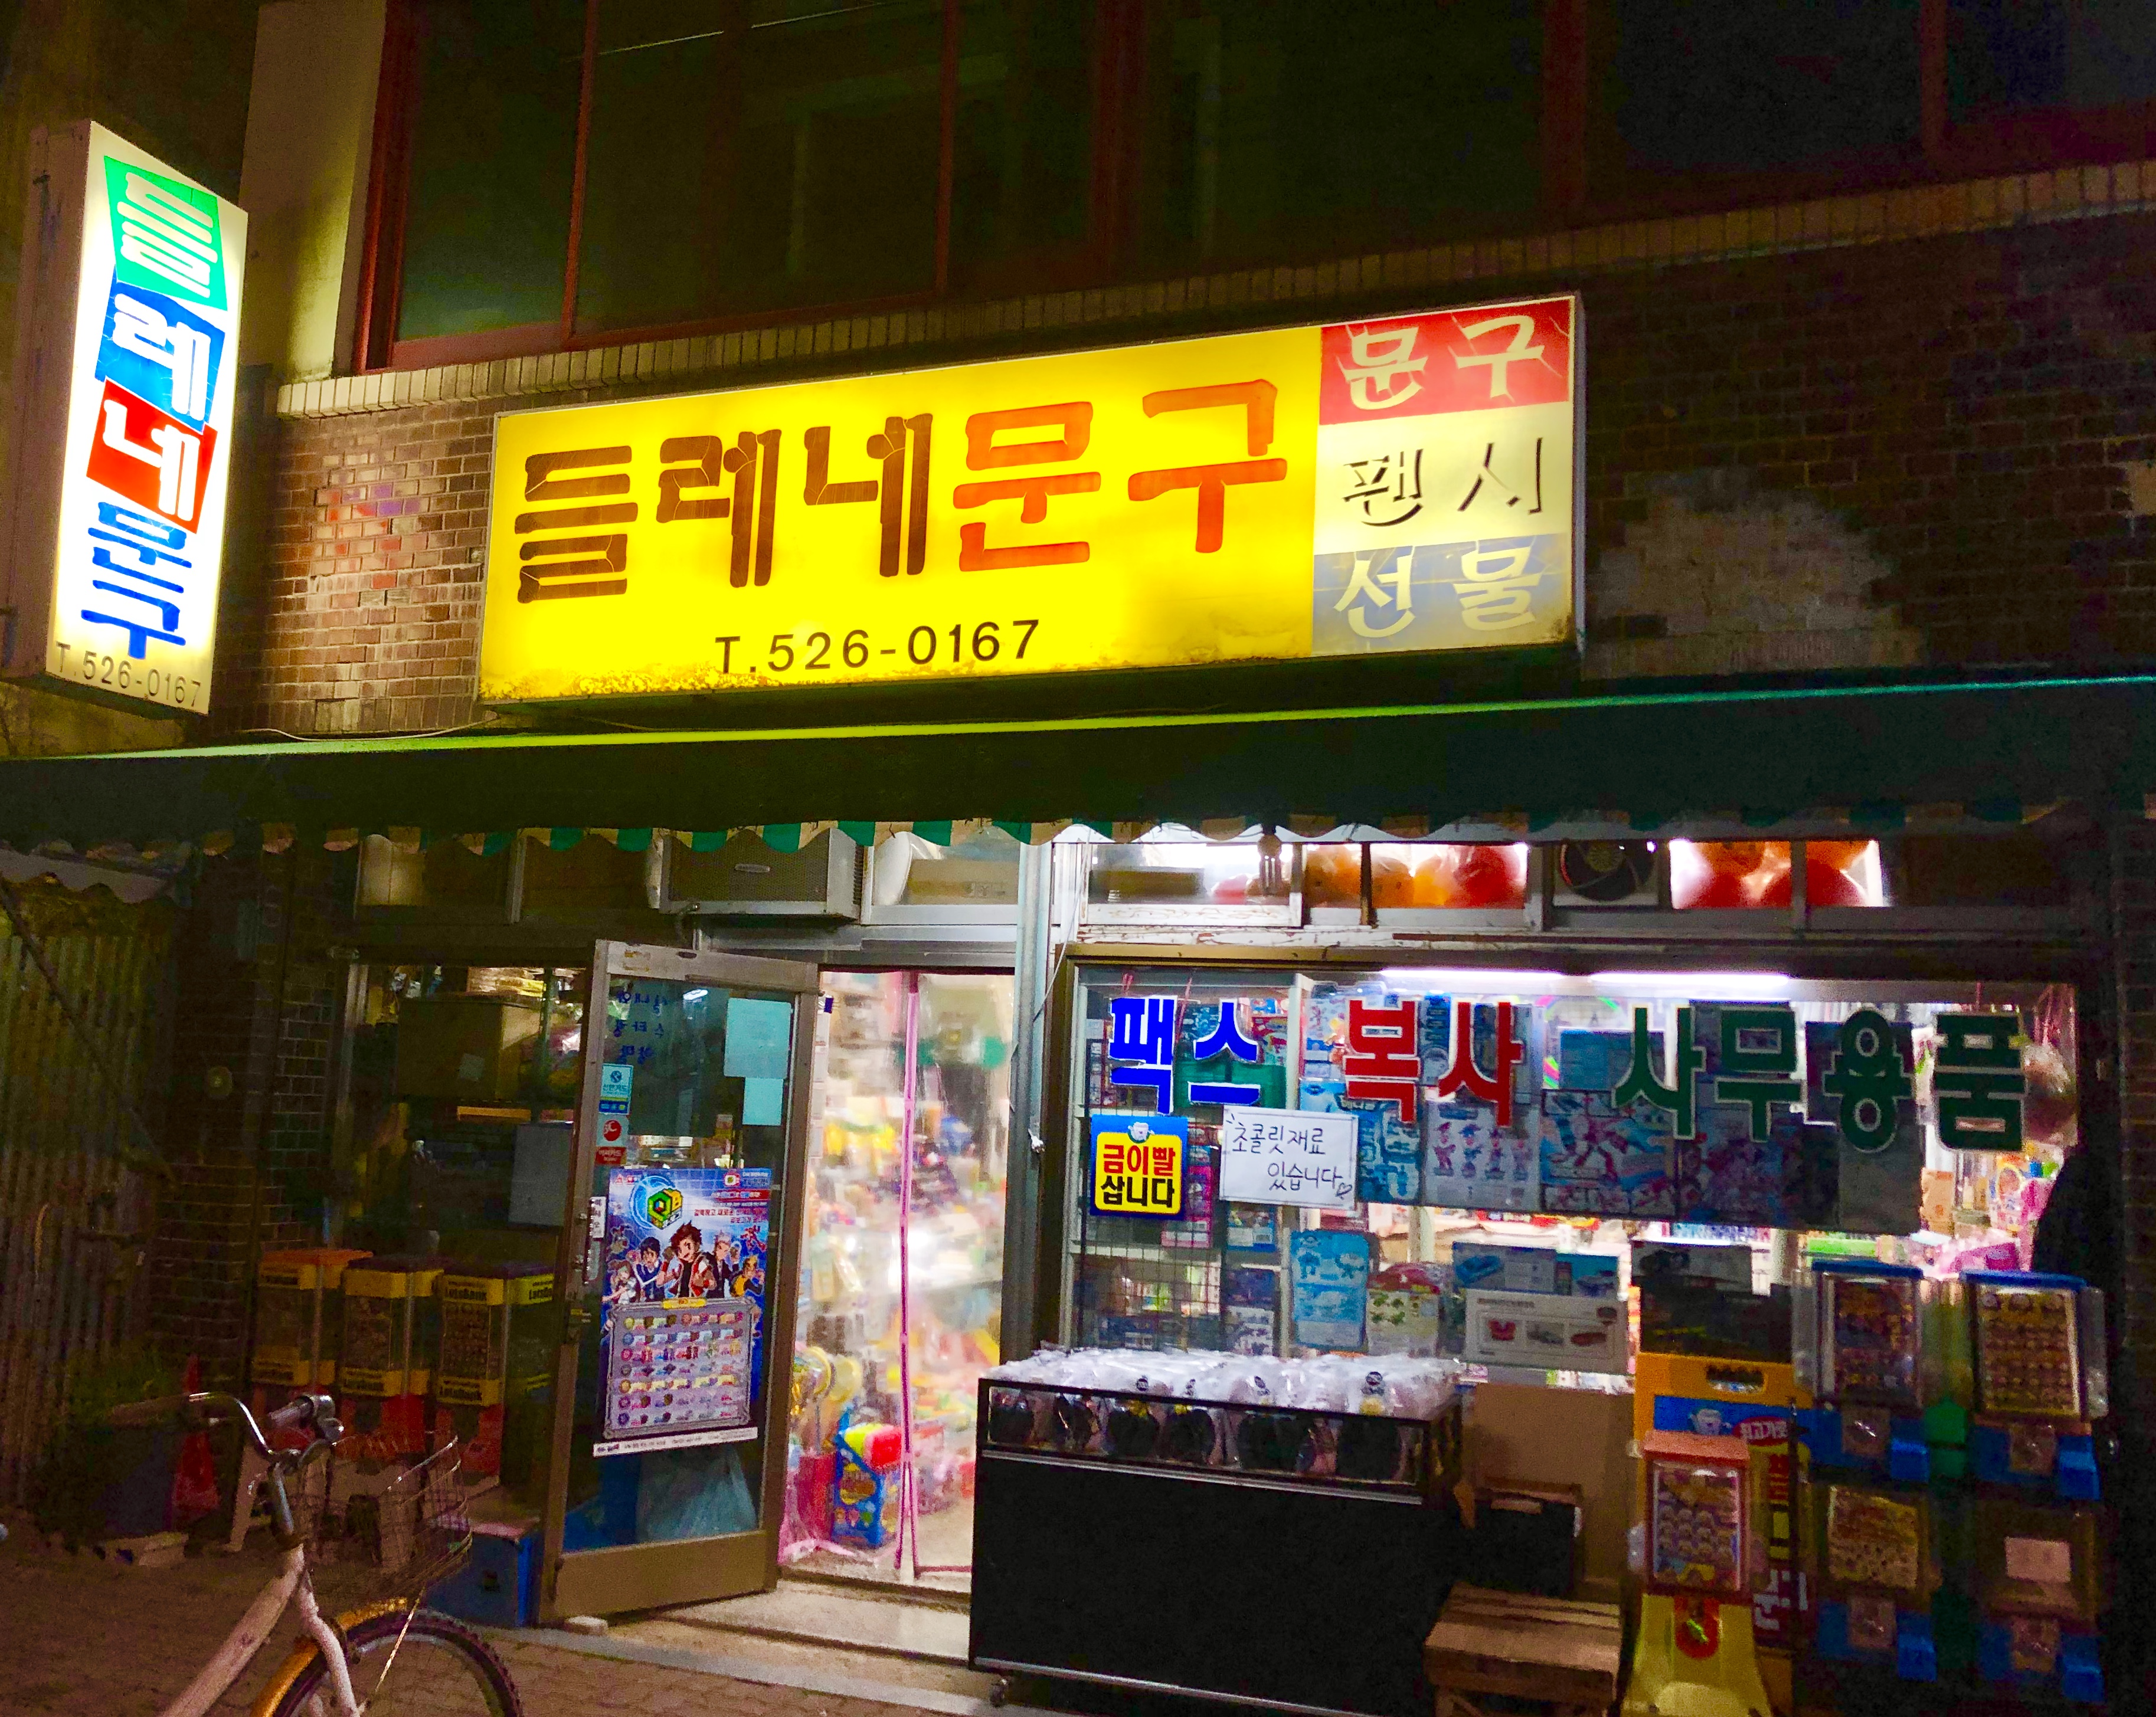 들레네문구
T.526-0167
들레네문구
T.526-0167
문구
팬시
선물
팩스 복사 사무용품
금이빨
삽니다
초콜릿재료
있습니다
LottoBank